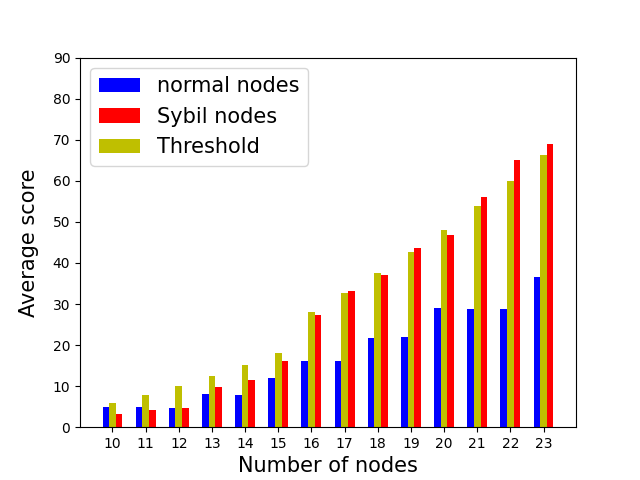 90
80
70
60
50
40
30
20
10
0
Average score
normal nodes
Sybil nodes
Threshold
10 11 12 13 14 15 16 17 18 19 20 21 22 23
Number of nodes